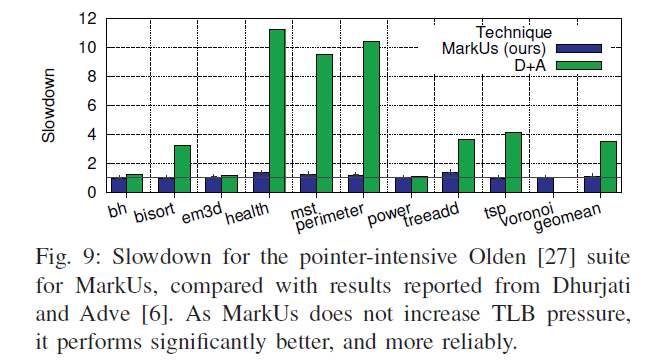 12
10
8
6
4
2
0
Slowdown
Technique
MarkUs (ours)
D+A
bh
bisort
em3d
health
mst
perimeter
power
treeadd
tsp
voronoi
geomean
Fig. 9: Slowdown for the pointer-intensive Olden [27] suite
for MarkUs, compared with results reported from Dhurjati
and Adve [6]. As MarkUs does not increase TLB pressure,
it performs significantly better, and more reliably.